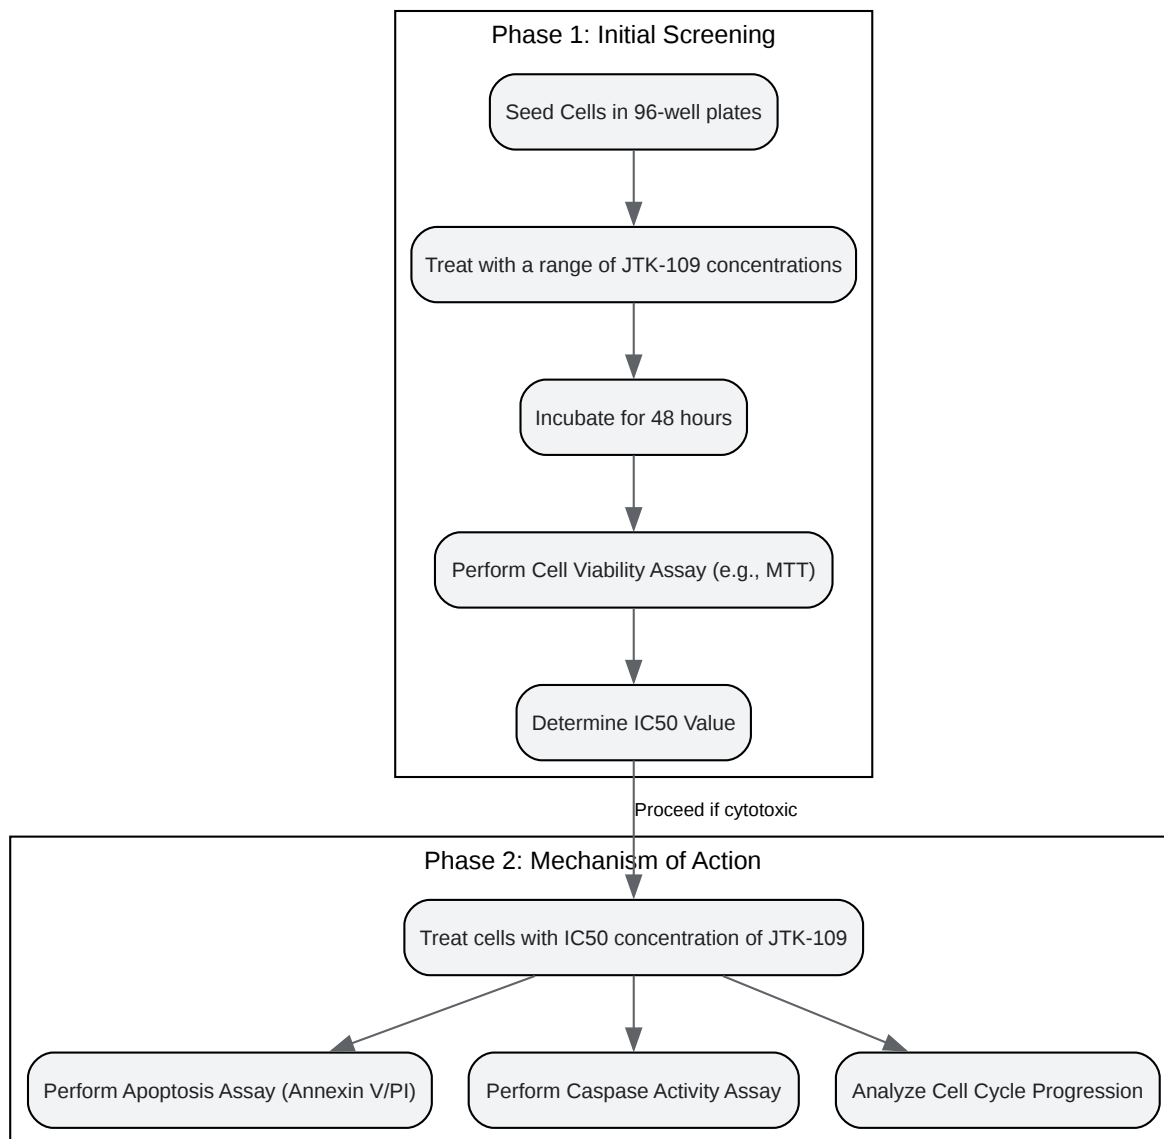 Phase 1: Initial Screening
Seed Cells in 96-well plates
Treat with a range of JTK-109 concentrations
Incubate for 48 hours
Perform Cell Viability Assay (e.g., MTT)
Determine IC50 Value
Proceed if cytotoxic
Phase 2: Mechanism of Action
Treat cells with IC50 concentration of JTK-109
Perform Apoptosis Assay (Annexin V/PI)
Perform Caspase Activity Assay
Analyze Cell Cycle Progression